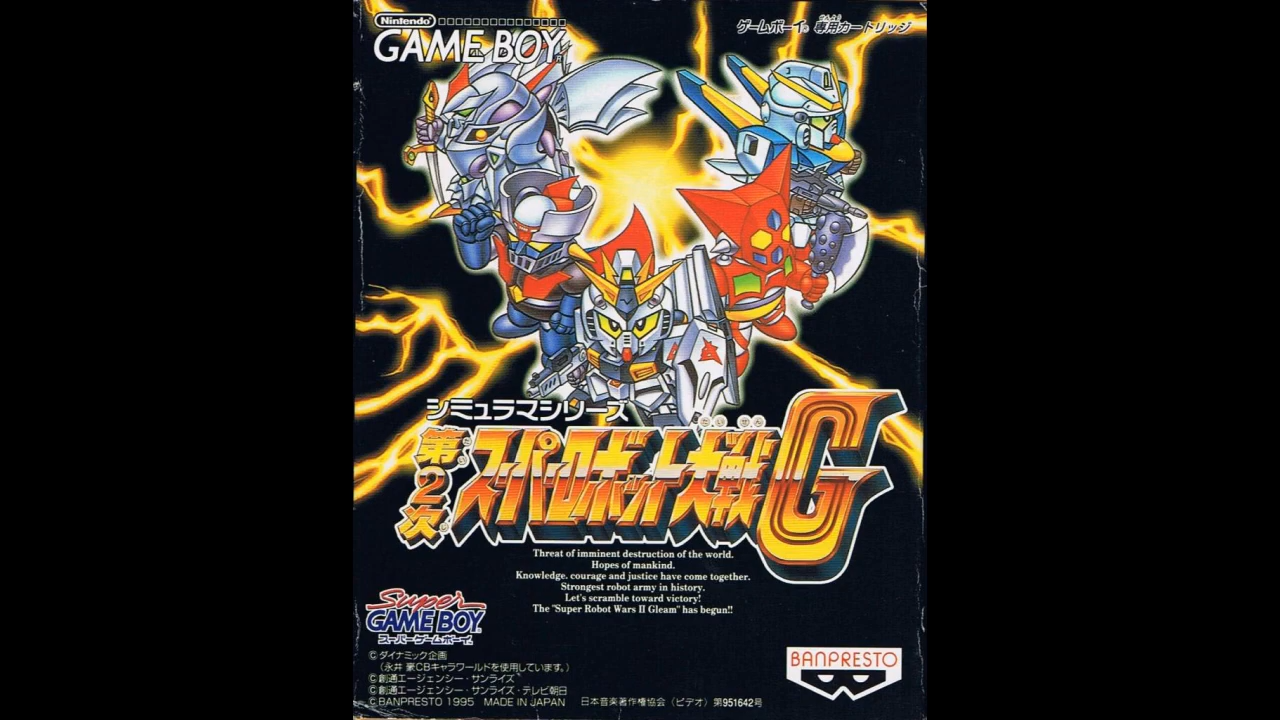 Nintendo
GAME BOY
ゲームボーイ® 専用カートリッジ
シミュラマシリーズ
第2次
スーパーロボット大戦G
Threat of imminent destruction of the world.
Hopes of mankind.
Knowledge. courage and justice have come together.
Strongest robot army in history.
Let's scramble toward victory!
The "Super Robot Wars II Gleam" has begun!!
Super
GAME BOY
スーパーゲームボーイ
© ダイナミック企画
(永井 豪CBキャラワールドを使用しています。)
© 創通エージェンシー・サンライズ
© 創通エージェンシー・サンライズ・テレビ朝日
© BANPRESTO 1995 MADE IN JAPAN 日本音楽著作権協会(ビデオ)第951642号
BANPRESTO